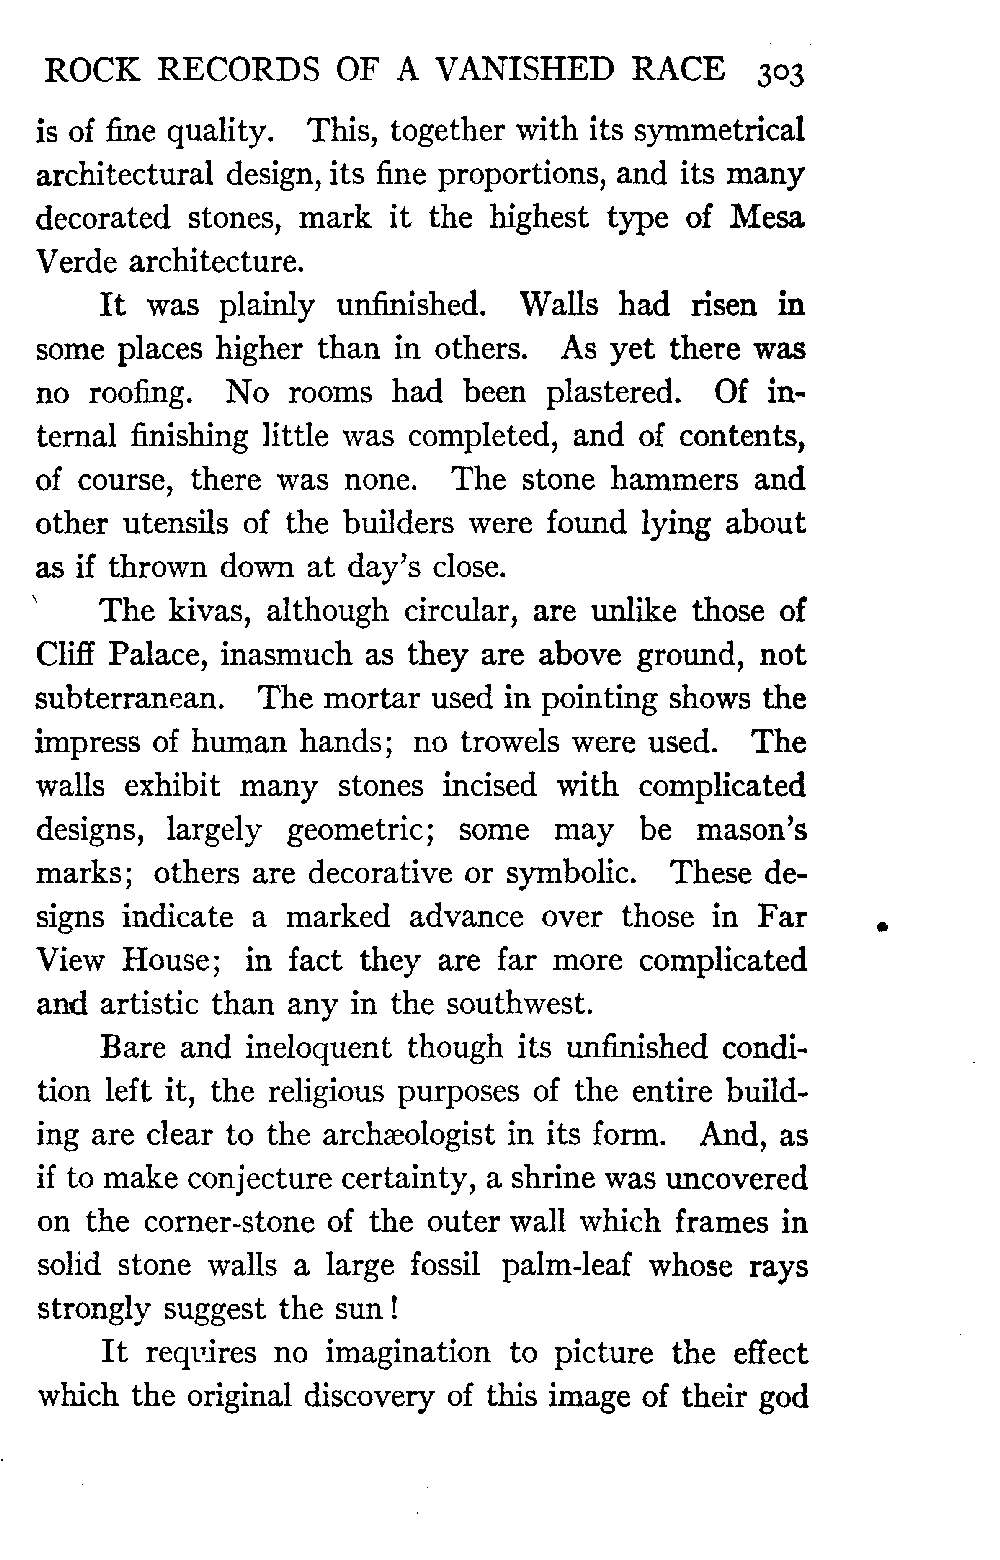 ROCK RECORDS OF A VANISHED RACE 303
is of fine quality. This, together with its symmetrical
architectural design, its fine proportions, and its many
decorated stones, mark it the highest type of Mesa
Verde architecture.
It was plainly unfinished. Walls had risen in
some places higher than in others. As yet there was
no roofing. No rooms had been plastered. Of in-
ternal finishing little was completed, and of contents,
of course, there was none. The stone hammers and
other utensils of the builders were found lying about
as if thrown down at day's close.
The kivas, although circular, are unlike those of
Cliff Palace, inasmuch as they are above ground, not
subterranean. The mortar used in pointing shows the
impress of human hands; no trowels were used. The
walls exhibit many stones incised with complicated
designs, largely geometric; some may be mason's
marks; others are decorative or symbolic. These de-
signs indicate a marked advance over those in Far
View House; in fact they are far more complicated
and artistic than any in the southwest.
Bare and ineloquent though its unfinished condi-
tion left it, the religious purposes of the entire build-
ing are clear to the archæologist in its form. And, as
if to make conjecture certainty, a shrine was uncovered
on the corner-stone of the outer wall which frames in
solid stone walls a large fossil palm-leaf whose rays
strongly suggest the sun!
It requires no imagination to picture the effect
which the original discovery of this image of their god